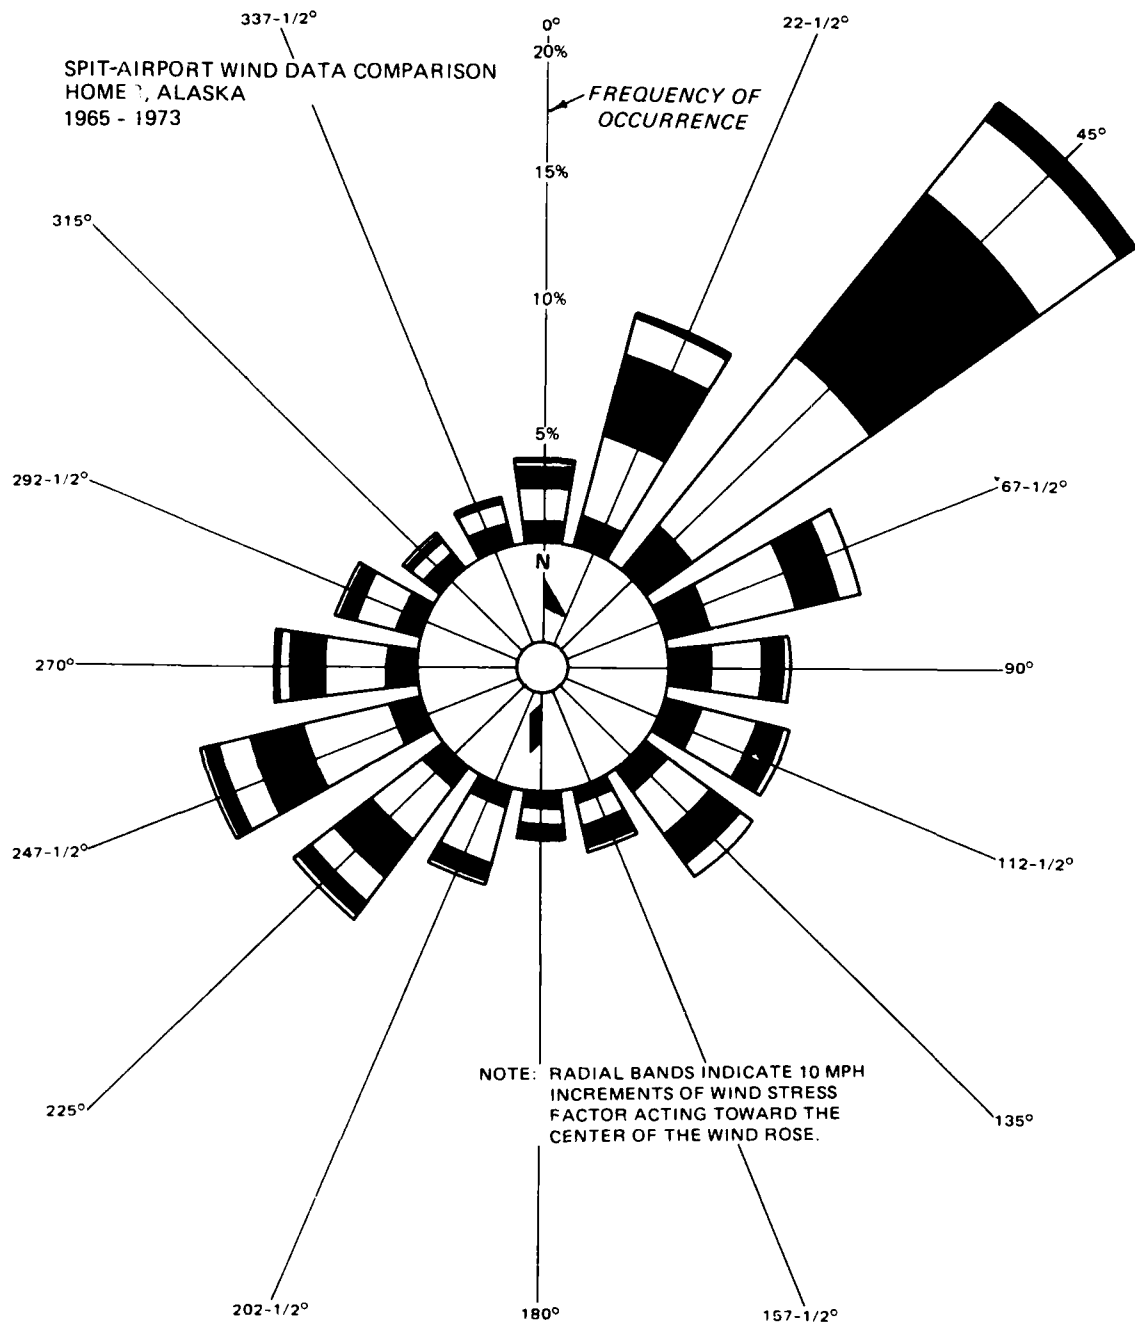 337-1/2°
0°
22-1/2°
20%
SPIT-AIRPORT WIND DATA COMPARISON
ALASKA
1965 - 1973
FREQUENCY OF
OCCURRENCE
45°
15%
315°
10%
5%
292-1/2°
67-1/2°
N
270°
90°
247-1/2°
112-1/2°
NOTE: RADIAL BANDS INDICATE 10 MPH
INCREMENTS OF WIND STRESS
FACTOR ACTING TOWARD THE
CENTER OF THE WIND ROSE.
225°
135°
202-1/2°
180°
157-1/2°